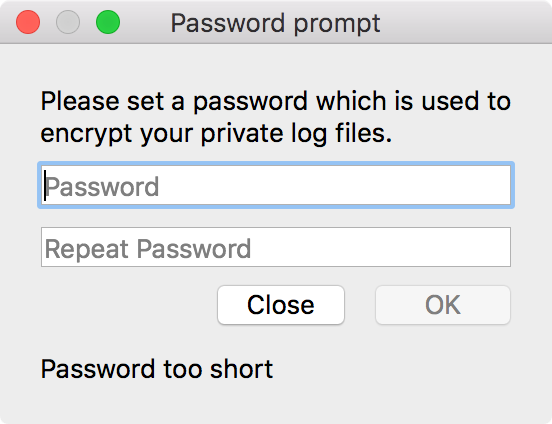 Password prompt
Please set a password which is used to
encrypt your private log files.
Password
Repeat Password
Close OK
Password too short